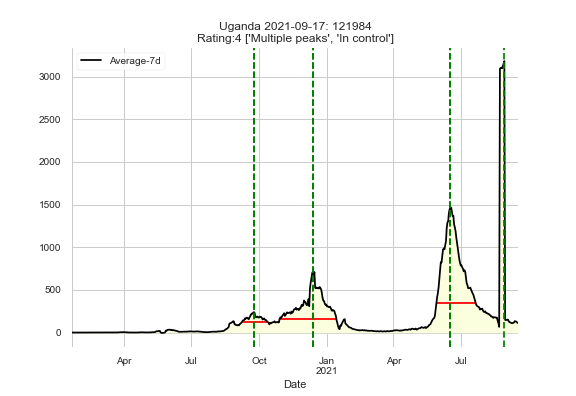 Uganda 2021-09-17: 121984
Rating:4 ['Multiple peaks', 'In control']
Average-7d
3000
2500
2000
1500
1000
500
0
Apr
Jul
Oct
Jan
2021
Apr
Jul
Date